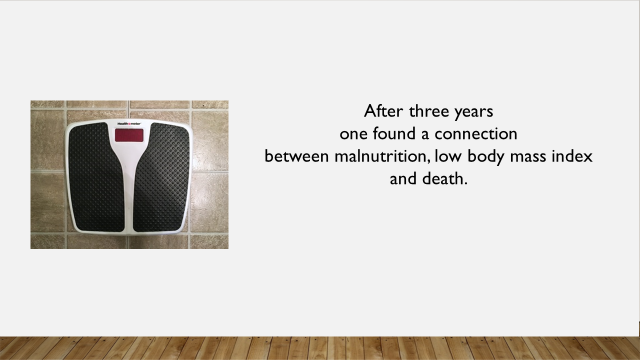 After three years
one found a connection
between malnutrition, low body mass index
and death.